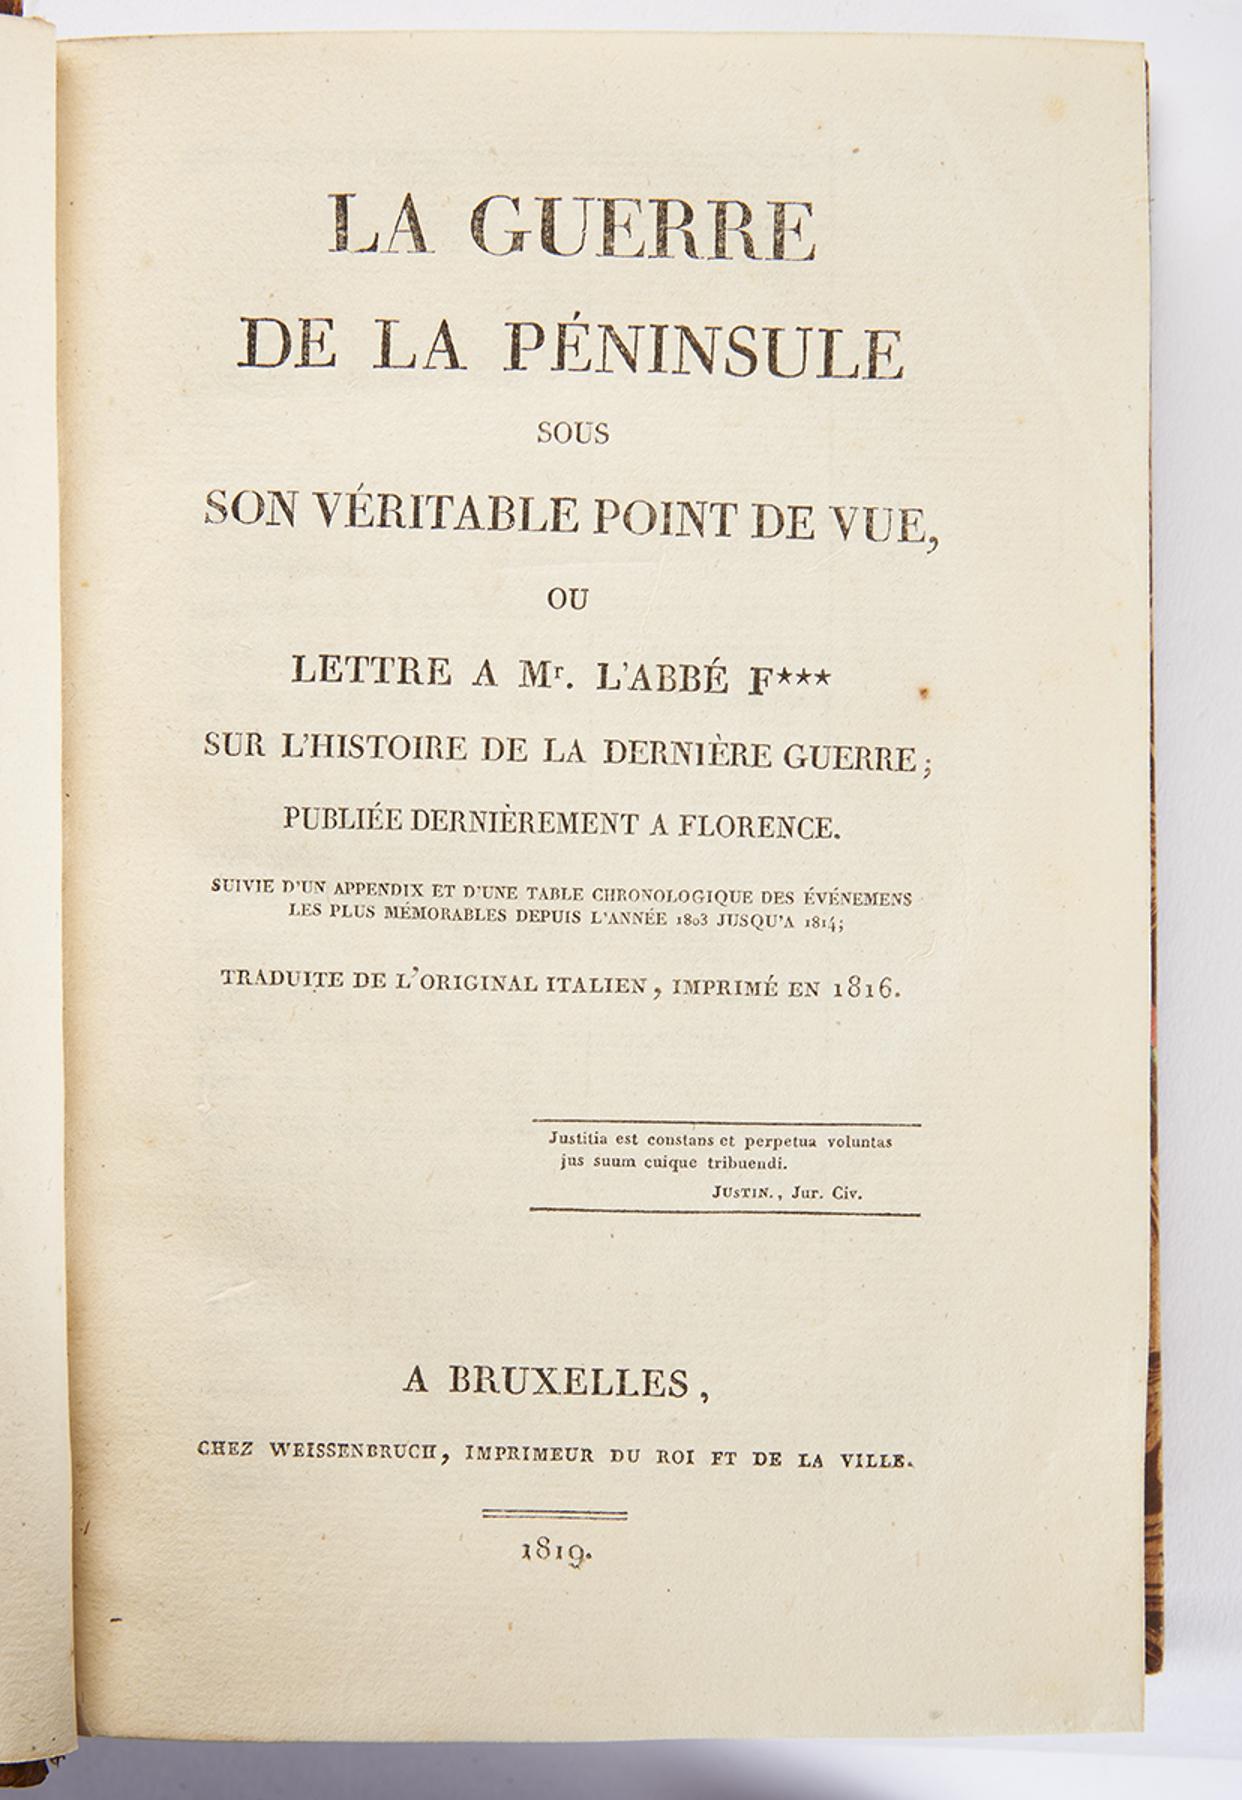 LA GUERRE
DE LA PÉNINSULE
SOUS
SON VÉRITABLE POINT DE VUE,
OU
LETTRE A Mr. L'ABBÉ F***
SUR L'HISTOIRE DE LA DERNIÈRE GUERRE;
PUBLIÉE DERNIÈREMENT A FLORENCE.
SUIVIE D'UN APPENDIX ET D'UNE TABLE CHRONOLOGIQUE DES ÉVÉNEMENS
LES PLUS MÉMORABLES DEPUIS L'ANNÉE 1803 JUSQU'A 1814;
TRADUITE DE L'ORIGINAL ITALIEN, IMPRIMÉ EN 1816.
Justitia est constans et perpetua voluntas
jus suum cuique tribuendi.
JUSTIN., Jur. Civ.
A BRUXELLES,
CHEZ WEISSENBRUCH, IMPRIMEUR DU ROI ET DE LA VILLE.
1819.